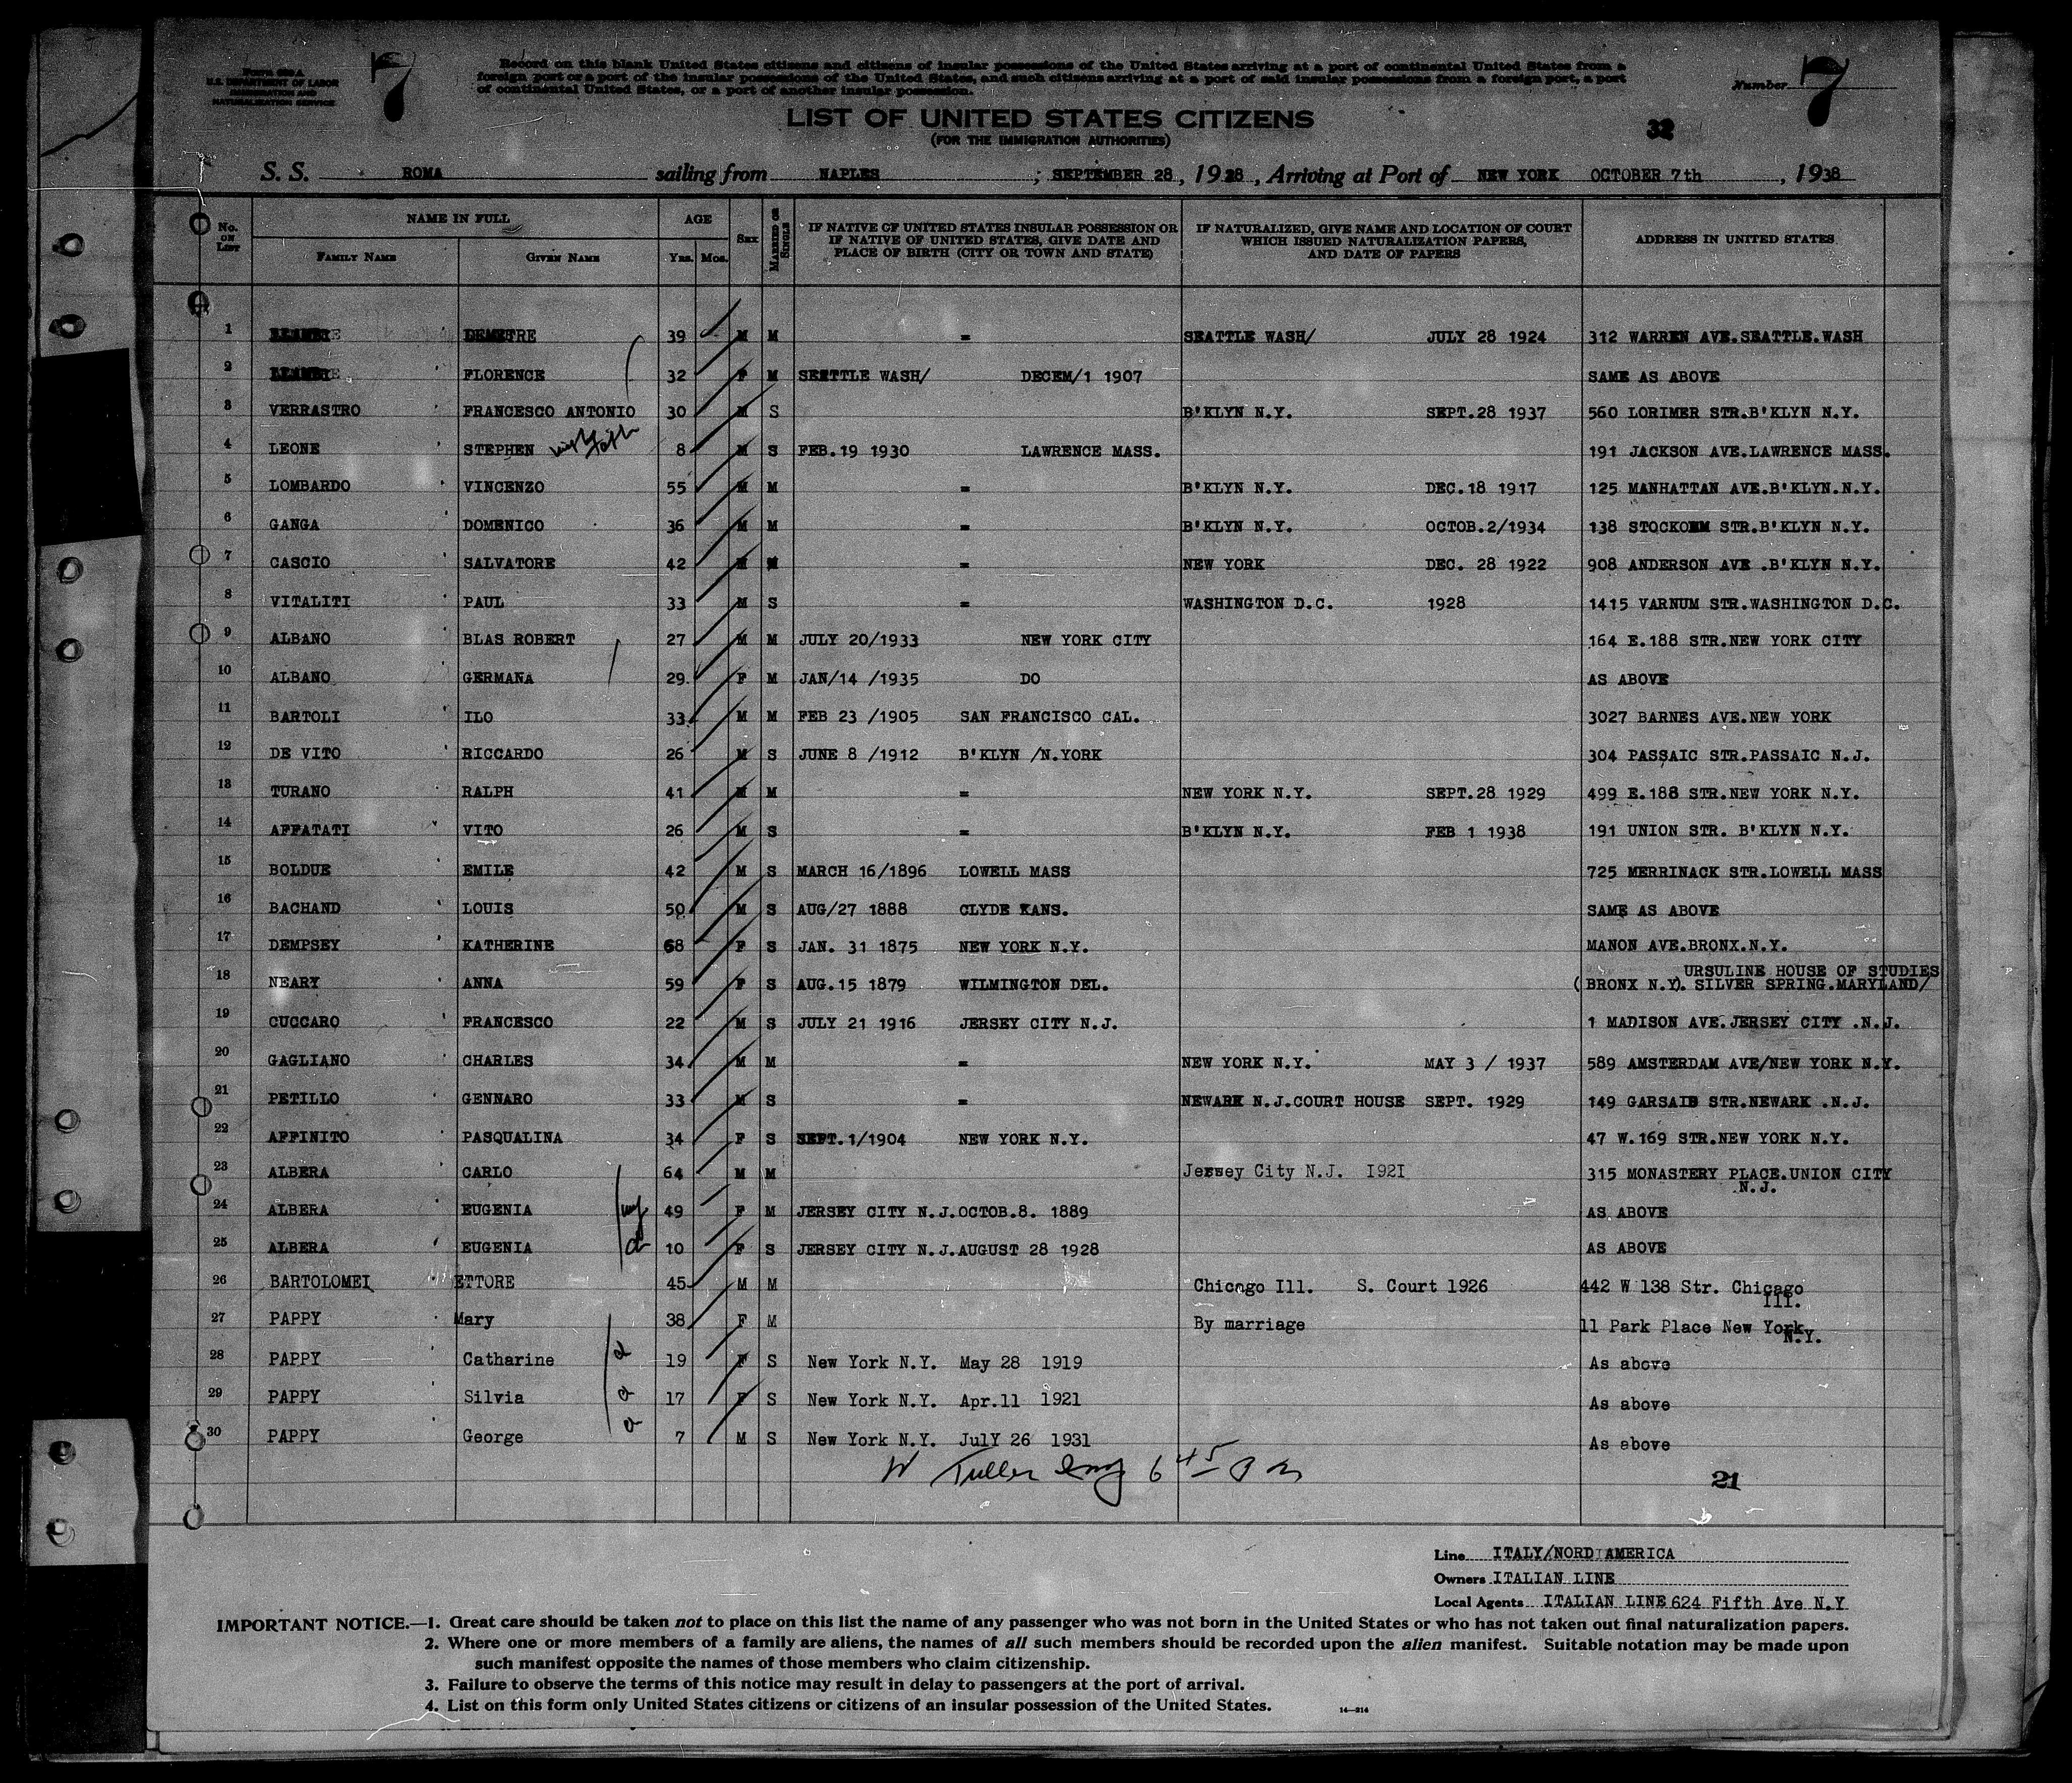 FORM 630 A
U.S. DEPARTMENT OF LABOR
IMMIGRATION AND
NATURALIZATION SERVICE
7
Record on this blank United States citizens and citizens of insular possessions of the United States arriving at a port of continental United States from a
foreign port or a port of the insular possessions of the United States, and such citizens arriving at a port of said insular possessions from a foreign port, a port
of continental United States, or a port of another insular possession.
Number 7
LIST OF UNITED STATES CITIZENS
(FOR THE IMMIGRATION AUTHORITIES)
32
S. S. ROMA sailing from NAPLES ; SEPTEMBER 28 , 1938 , Arriving at Port of NEW YORK OCTOBER 7th , 1938
No. ON LIST NAME IN FULL FAMILY NAME GIVEN NAME AGE Yrs. Mos. SEX MARRIED OR SINGLE IF NATIVE OF UNITED STATES INSULAR POSSESSION OR IF NATIVE OF UNITED STATES, GIVE DATE AND PLACE OF BIRTH (CITY OR TOWN AND STATE) IF NATURALIZED, GIVE NAME AND LOCATION OF COURT WHICH ISSUED NATURALIZATION PAPERS, AND DATE OF PAPERS ADDRESS IN UNITED STATES
1 DEMETRE 39 M M = SEATTLE WASH/ JULY 28 1924 312 WARREN AVE.SEATTLE.WASH
2 FLORENCE 32 F M SEATTLE WASH/ DECEM/1 1907 SAME AS ABOVE
3 VERRASTRO FRANCESCO ANTONIO 30 M S B'KLYN N.Y. SEPT.28 1937 560 LORIMER STR.B'KLYN N.Y.
4 LEONE STEPHEN 8 M S FEB.19 1930 LAWRENCE MASS. 191 JACKSON AVE.LAWRENCE MASS.
5 LOMBARDO VINCENZO 55 M M = B'KLYN N.Y. DEC.18 1917 125 MANHATTAN AVE.B'KLYN.N.Y.
6 GANGA DOMENICO 36 M M = B'KLYN N.Y. OCTOB.2/1934 138 STR.B'KLYN N.Y.
7 CASCIO SALVATORE 42 M M = NEW YORK DEC. 28 1922 908 ANDERSON AVE .B'KLYN N.Y.
8 VITALITI PAUL 33 M S = WASHINGTON D.C. 1928 1415 VARNUM STR.WASHINGTON D.C.
9 ALBANO BLAS ROBERT 27 M M JULY 20/1933 NEW YORK CITY 164 E.188 STR.NEW YORK CITY
10 ALBANO GERMANA 29 F M JAN/14 /1935 DO AS ABOVE
11 BARTOLI ILO 33 M M FEB 23 /1905 SAN FRANCISCO CAL. 3027 BARNES AVE.NEW YORK
12 DE VITO RICCARDO 26 M S JUNE 8 /1912 B'KLYN /N.YORK 304 PASSAIC STR.PASSAIC N.J.
13 TURANO RALPH 41 M M = NEW YORK N.Y. SEPT.28 1929 499 E.188 STR.NEW YORK N.Y.
14 AFFATATI VITO 26 M S = B'KLYN N.Y. FEB 1 1938 191 UNION STR. B'KLYN N.Y.
15 BOLDUE EMILE 42 M S MARCH 16/1896 LOWELL MASS 725 MERRINACK STR.LOWELL MASS
16 BACHAND LOUIS 50 M S AUG/27 1888 CLYDE KANS. SAME AS ABOVE
17 DEMPSEY KATHERINE 68 F S JAN. 31 1875 NEW YORK N.Y. MANON AVE.BRONX.N.Y.
URSULINE HOUSE OF STUDIES
18 NEARY ANNA 59 F S AUG.15 1879 WILMINGTON DEL. (BRONX N.Y). SILVER SPRING.MARYLAND/
19 CUCCARO FRANCESCO 22 M S JULY 21 1916 JERSEY CITY N.J. 1 MADISON AVE.JERSEY CITY .N.J.
20 GAGLIANO CHARLES 34 M M = NEW YORK N.Y. MAY 3 / 1937 589 AMSTERDAM AVE/NEW YORK N.Y.
21 PETILLO GENNARO 33 M S = NEWARK N.J.COURT HOUSE SEPT. 1929 149 GARSAID STR.NEWARK .N.J.
22 AFFINITO PASQUALINA 34 F S SEPT.1/1904 NEW YORK N.Y. 47 W.169 STR.NEW YORK N.Y.
23 ALBERA CARLO 64 M M Jersey City N.J. I92I 315 MONASTERY PLACE.UNION CITY
N.J.
24 ALBERA EUGENIA 49 F M JERSEY CITY N.J.OCTOB.8. 1889 AS ABOVE
25 ALBERA EUGENIA 10 F S JERSEY CITY N.J.AUGUST 28 1928 AS ABOVE
26 BARTOLOMEI ETTORE 45 M M Chicago Ill. S. Court 1926 442 W 138 Str. Chicago
Ill.
27 PAPPY Mary 38 F M By marriage 11 Park Place New York
N.Y.
28 PAPPY Catharine 19 F S New York N.Y. May 28 1919 As above
29 PAPPY Silvia 17 F S New York N.Y. Apr.11 1921 As above
30 PAPPY George 7 M S New York N.Y. JulY 26 1931 As above
W Tuller 6 45
21
Line ITALY/NORD AMERICA
Owners ITALIAN LINE
Local Agents ITALIAN LINE 624 Fifth Ave N.Y
IMPORTANT NOTICE.—1. Great care should be taken not to place on this list the name of any passenger who was not born in the United States or who has not taken out final naturalization papers.
2. Where one or more members of a family are aliens, the names of all such members should be recorded upon the alien manifest. Suitable notation may be made upon
such manifest opposite the names of those members who claim citizenship.
3. Failure to observe the terms of this notice may result in delay to passengers at the port of arrival.
4. List on this form only United States citizens or citizens of an insular possession of the United States.
14—214